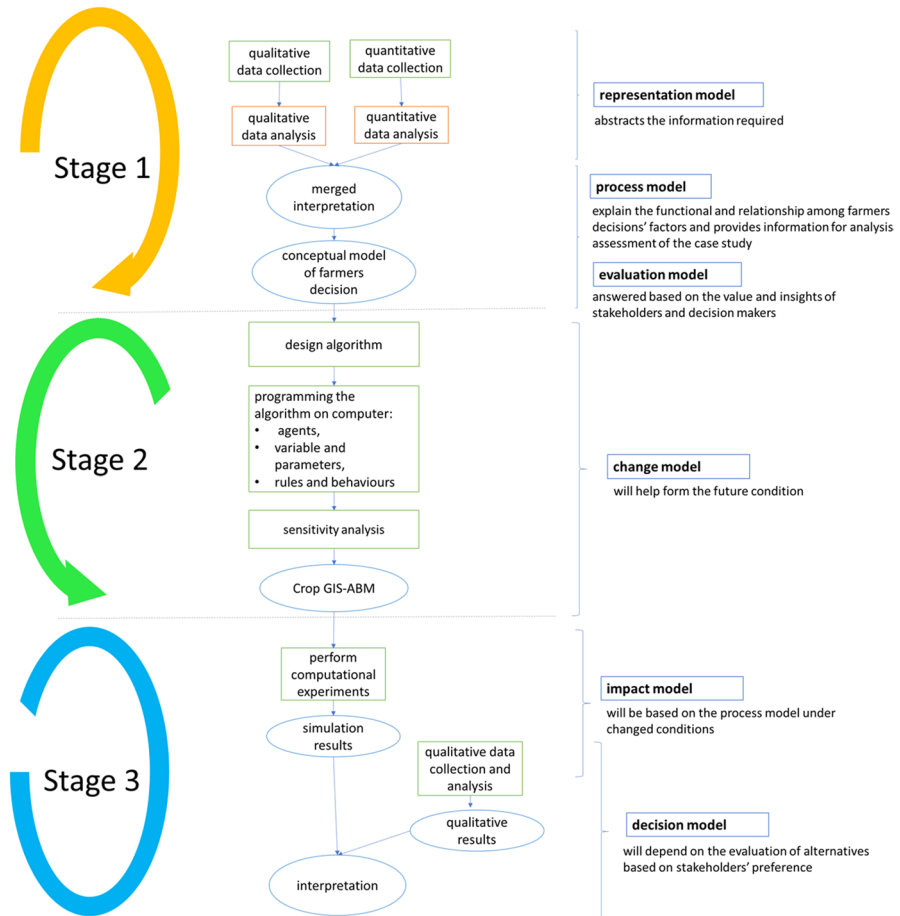 Stage 1
qualitative
data collection
quantitative
data collection
qualitative
data analysis
quantitative
data analysis
merged
interpretation
conceptual model
of farmers
decision
representation model
abstracts the information required
process model
explain the functional and relationship among farmers
decisions' factors and provides information for analysis
assessment of the case study
evaluation model
answered based on the value and insights of
stakeholders and decision makers
Stage 2
design algorithm
programming the
algorithm on computer:
• agents,
• variable and
parameters,
• rules and behaviours
sensitivity analysis
Crop GIS-ABM
change model
will help form the future condition
Stage 3
perform
computational
experiments
simulation
results
qualitative data
collection and
analysis
qualitative
results
interpretation
impact model
will be based on the process model under
changed conditions
decision model
will depend on the evaluation of alternatives
based on stakeholders' preference